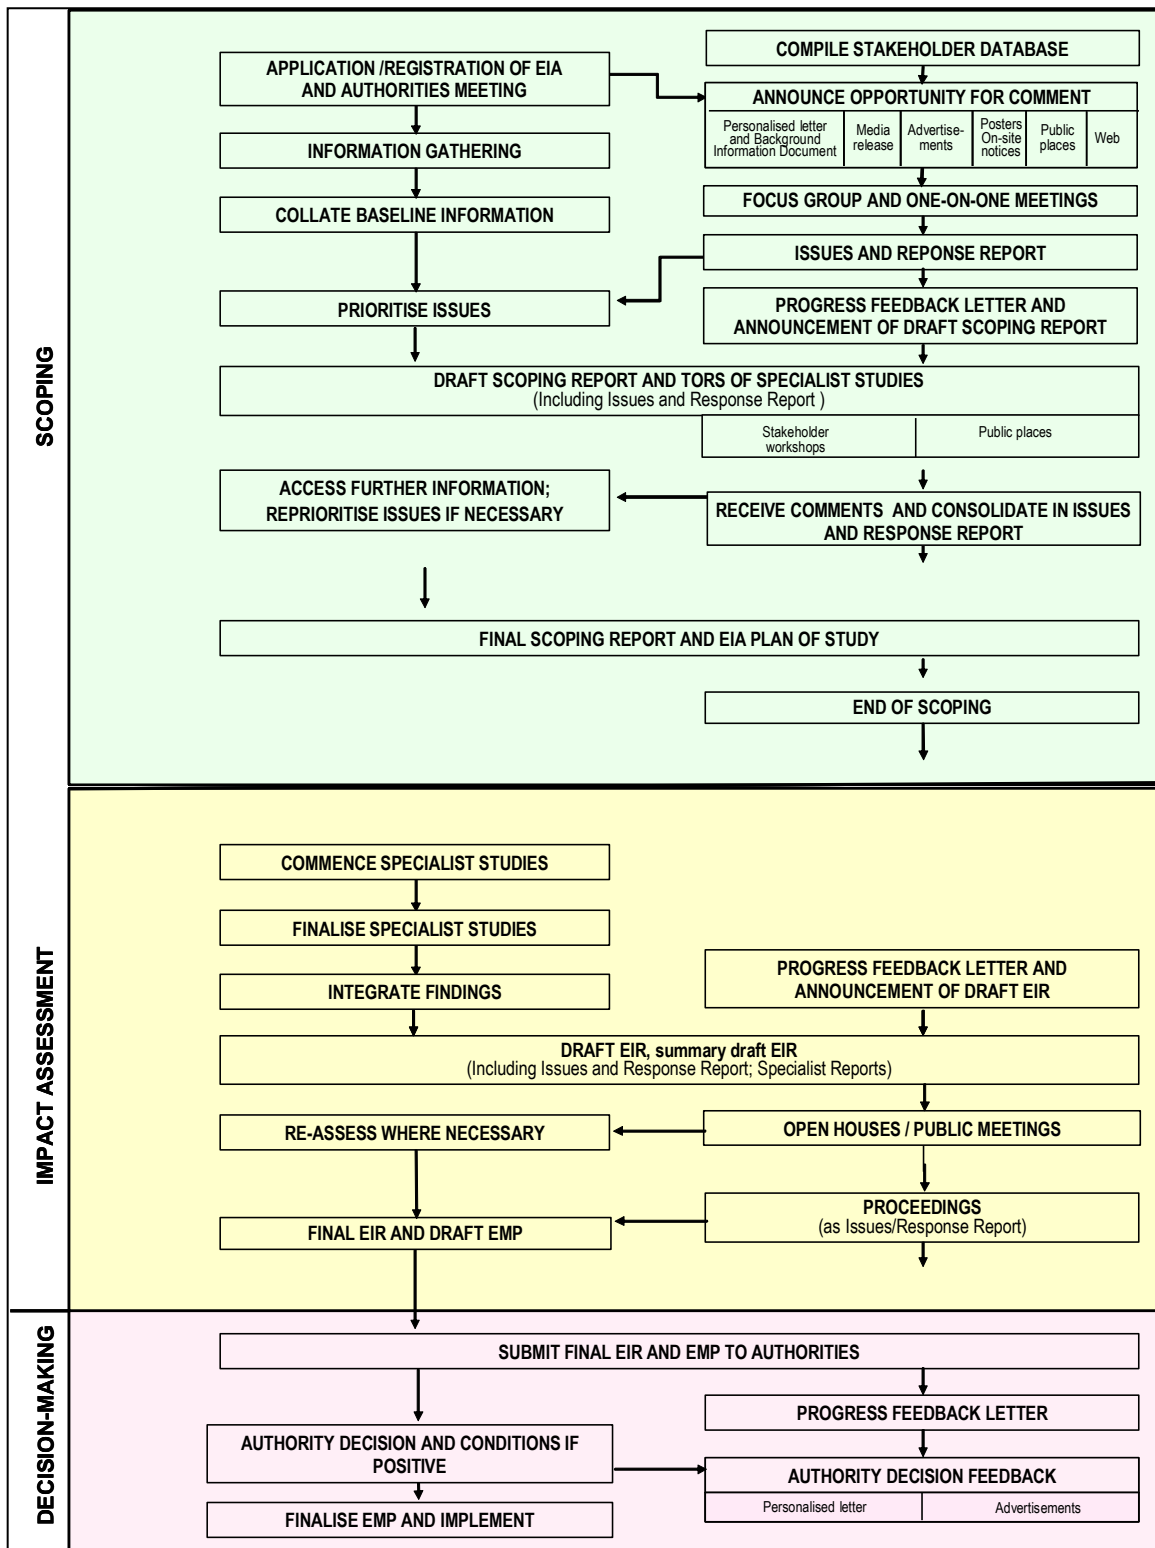 SCOPING
COMPILE STAKEHOLDER DATABASE
APPLICATION /REGISTRATION OF EIA
AND AUTHORITIES MEETING
ANNOUNCE OPPORTUNITY FOR COMMENT
Personalised letter
and Background
Information Document
Media
release
Advertise-
ments
Posters
On-site
notices
Public
places
Web
INFORMATION GATHERING
FOCUS GROUP AND ONE-ON-ONE MEETINGS
COLLATE BASELINE INFORMATION
ISSUES AND REPONSE REPORT
PRIORITISE ISSUES
PROGRESS FEEDBACK LETTER AND
ANNOUNCEMENT OF DRAFT SCOPING REPORT
DRAFT SCOPING REPORT AND TORS OF SPECIALIST STUDIES
(Including Issues and Response Report )
Stakeholder
workshops
Public places
ACCESS FURTHER INFORMATION;
REPRIORITISE ISSUES IF NECESSARY
RECEIVE COMMENTS AND CONSOLIDATE IN ISSUES
AND RESPONSE REPORT
FINAL SCOPING REPORT AND EIA PLAN OF STUDY
END OF SCOPING
IMPACT ASSESSMENT
COMMENCE SPECIALIST STUDIES
FINALISE SPECIALIST STUDIES
INTEGRATE FINDINGS
PROGRESS FEEDBACK LETTER AND
ANNOUNCEMENT OF DRAFT EIR
DRAFT EIR, summary draft EIR
(Including Issues and Response Report; Specialist Reports)
RE-ASSESS WHERE NECESSARY
OPEN HOUSES / PUBLIC MEETINGS
FINAL EIR AND DRAFT EMP
PROCEEDINGS
(as Issues/Response Report)
DECISION-MAKING
SUBMIT FINAL EIR AND EMP TO AUTHORITIES
PROGRESS FEEDBACK LETTER
AUTHORITY DECISION AND CONDITIONS IF
POSITIVE
AUTHORITY DECISION FEEDBACK
Personalised letter
Advertisements
FINALISE EMP AND IMPLEMENT